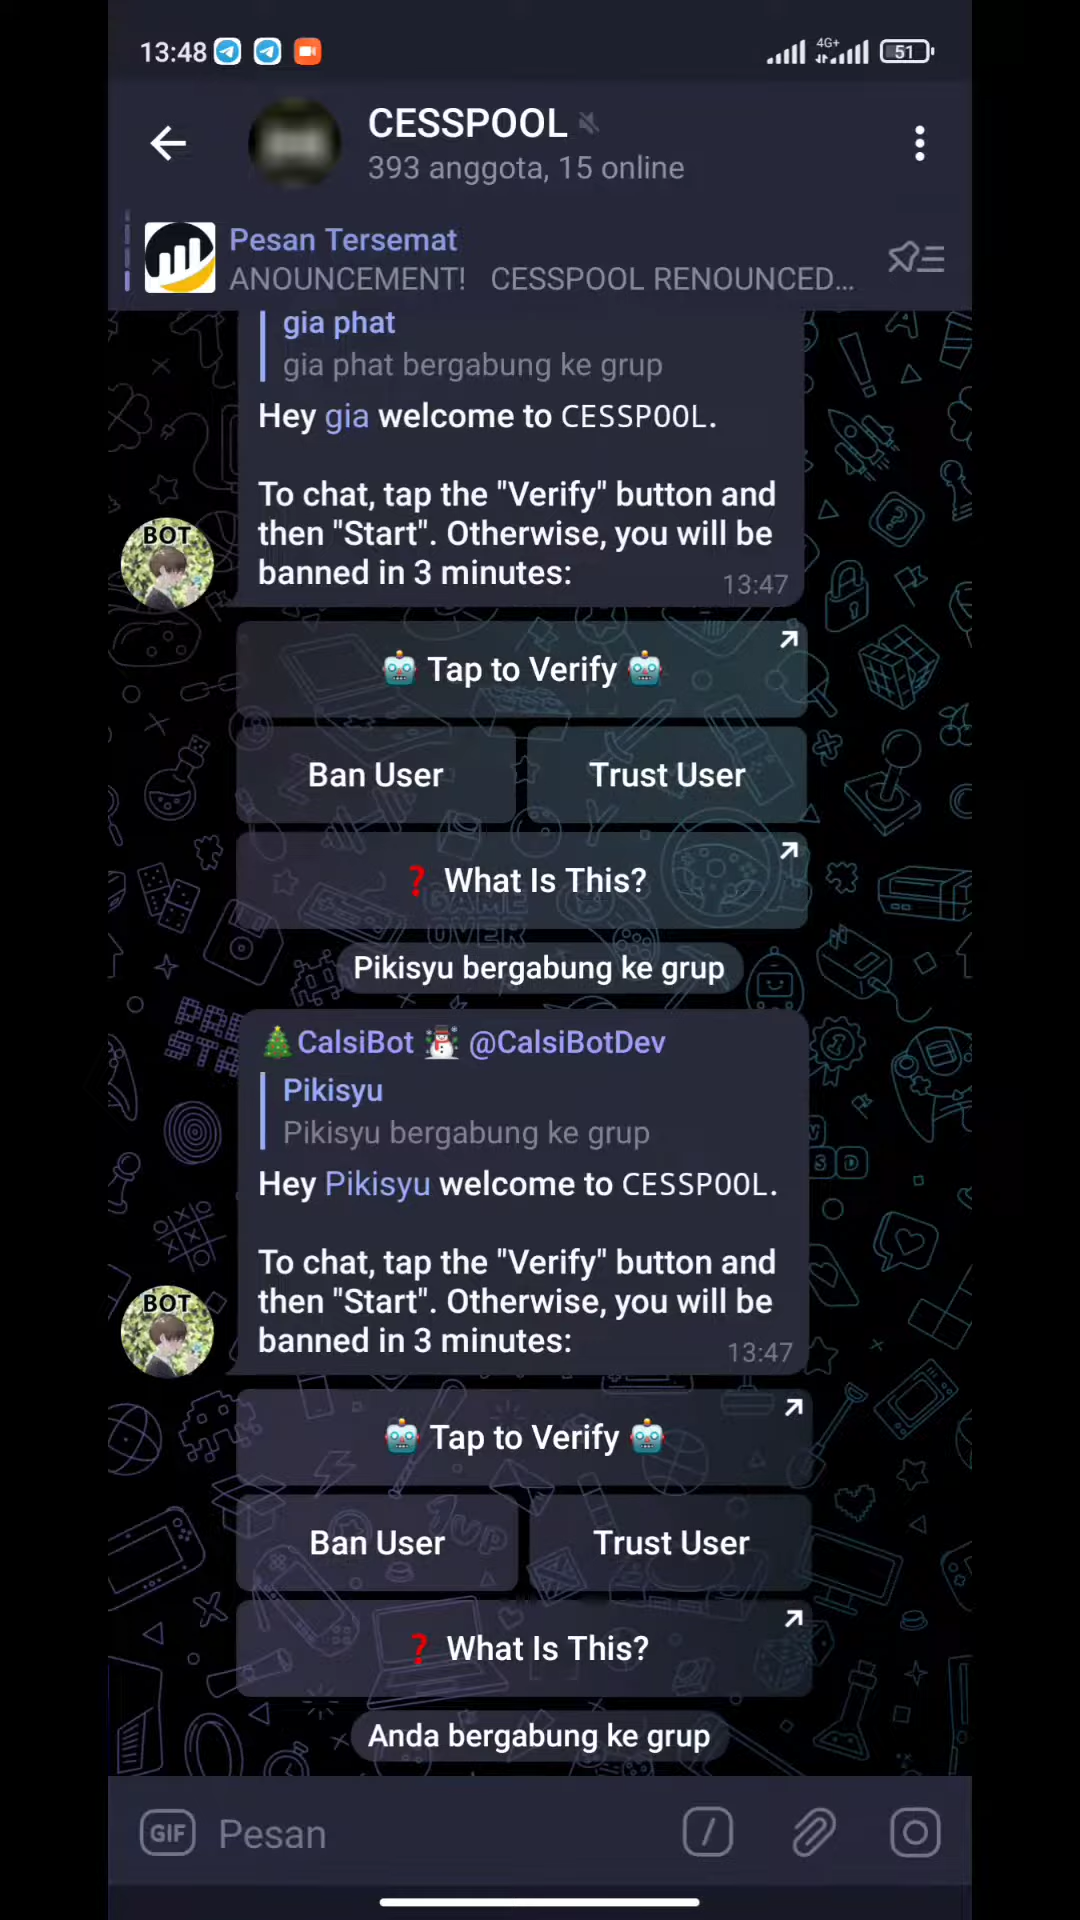 13:48
4G+
51
CESSPOOL
393 anggota, 15 online
Pesan Tersemat
ANOUNCEMENT! CESSPOOL RENOUNCED...
gia phat
gia phat bergabung ke grup
Hey gia welcome to CESSPOOL.
To chat, tap the "Verify" button and
then "Start". Otherwise, you will be
banned in 3 minutes:
13:47
BOT
Tap to Verify
Ban User
Trust User
❓ What Is This?
GAME
OVER
Pikisyu bergabung ke grup
🎄CalsiBot ☃️ @CalsiBotDev
Pikisyu
Pikisyu bergabung ke grup
Hey Pikisyu welcome to CESSPOOL.
To chat, tap the "Verify" button and
then "Start". Otherwise, you will be
banned in 3 minutes:
13:47
BOT
🤖 Tap to Verify 🤖
Ban User
Trust User
❓ What Is This?
Anda bergabung ke grup
GIF
Pesan